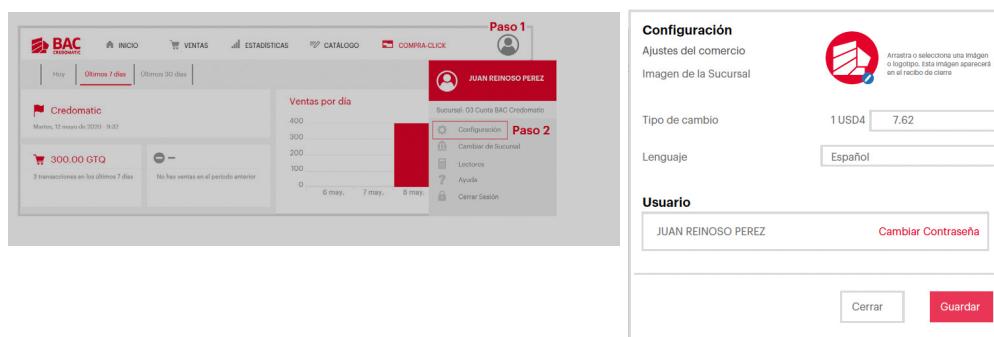 Paso 1
BAC
CREDOMATIC
INICIO
VENTAS
ESTADÍSTICAS
CATÁLOGO
COMPRA-CLICK
Hoy
Últimos 7 días
Últimos 30 días
JUAN REINOSO PEREZ
Credomatic
Martes, 12 mayo de 2020 - 9:32
300.00 GTQ
3 transacciones en los últimos 7 días
–
No hay ventas en el período anterior
Ventas por día
400
300
200
100
0
6 may.
7 may.
8 may.
Sucursal: 03 Cuota BAC Credomatic
Configuración
Paso 2
Cambiar de Sucursal
Lectores
Ayuda
Cerrar Sesión
Configuración
Ajustes del comercio
Imagen de la Sucursal
Arrastra o selecciona una Imágen
o logotipo. Esta Imágen aparecerá
en el recibo de cierre
Tipo de cambio
1 USD4
7.62
Lenguaje
Español
Usuario
JUAN REINOSO PEREZ
Cambiar Contraseña
Cerrar
Guardar